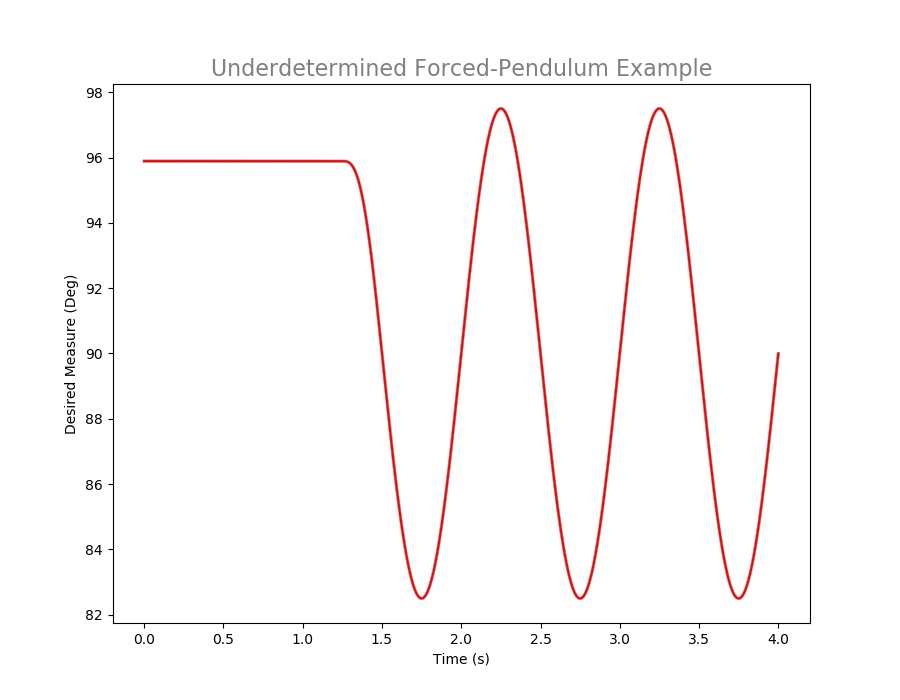 Underdetermined Forced-Pendulum Example
98
96
94
92
90
88
86
84
82
Desired Measure (Deg)
0.0 0.5 1.0 1.5 2.0 2.5 3.0 3.5 4.0
Time (s)